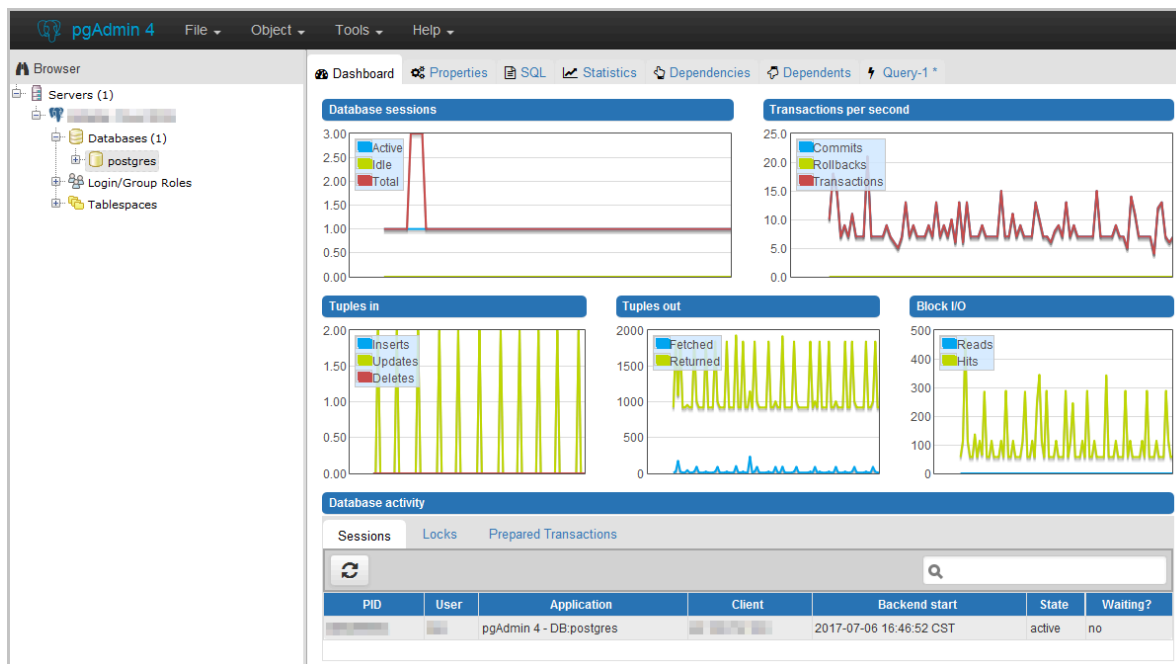 pgAdmin 4 File Object Tools Help
Browser
Dashboard Properties SQL Statistics Dependencies Dependents Query-1 *
Servers (1)
Databases (1)
postgres
Login/Group Roles
Tablespaces
Database sessions
3.00
2.50
2.00
1.50
1.00
0.50
0.00
Active
Idle
Total
Transactions per second
25.0
20.0
15.0
10.0
5.0
0.0
Commits
Rollbacks
Transactions
Tuples in
2.00
1.50
1.00
0.50
0.00
Inserts
Updates
Deletes
Tuples out
2000
1500
1000
500
0
Fetched
Returned
Block I/O
500
400
300
200
100
0
Reads
Hits
Database activity
Sessions Locks Prepared Transactions
PID User Application Client Backend start State Waiting?
pgAdmin 4 - DB:postgres 2017-07-06 16:46:52 CST active no